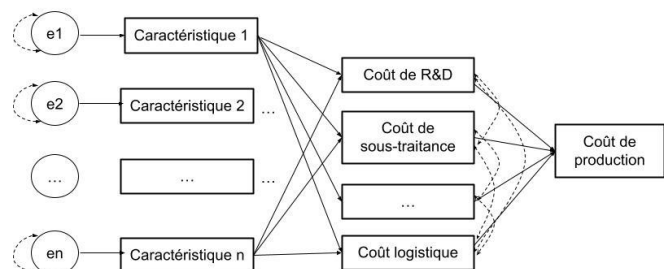 e1
Caractéristique 1
Coût de R&D
e2
Caractéristique 2
…
Coût de
sous-traitance
Coût de
production
…
…
…
…
en
Caractéristique n
Coût logistique